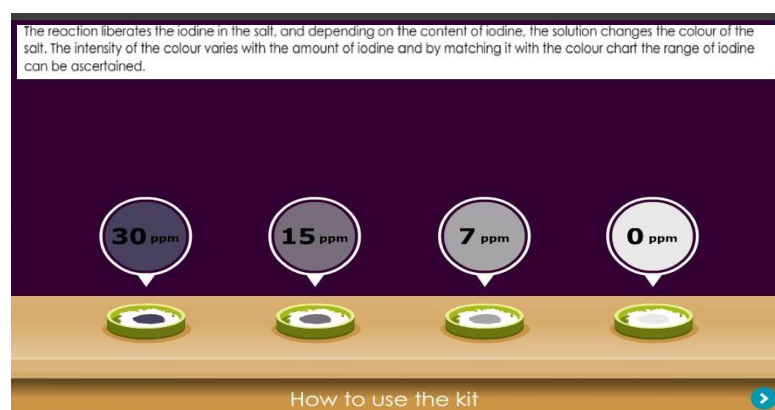 The reaction liberates the iodine in the salt, and depending on the content of iodine, the solution changes the colour of the
salt. The intensity of the colour varies with the amount of iodine and by matching it with the colour chart the range of iodine
can be ascertained.
30 ppm
15 ppm
7 ppm
0 ppm
How to use the kit